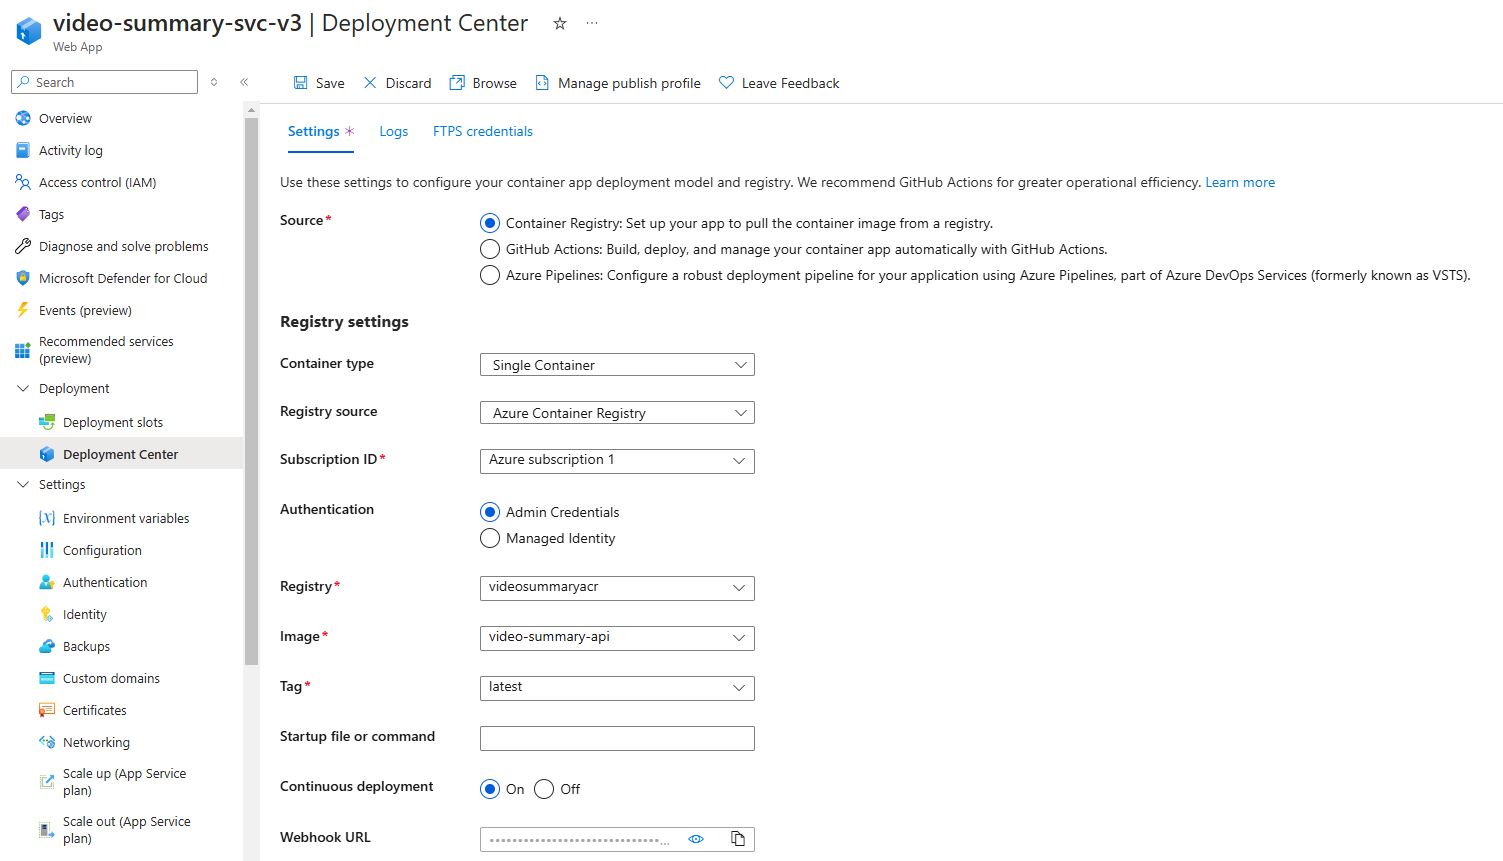 video-summary-svc-v3 | Deployment Center
Web App
Search
Save
Discard
Browse
Manage publish profile
Leave Feedback
Overview
Activity log
Access control (IAM)
Tags
Diagnose and solve problems
Microsoft Defender for Cloud
Events (preview)
Recommended services
(preview)
Deployment
Deployment slots
Deployment Center
Settings
Environment variables
Configuration
Authentication
Identity
Backups
Custom domains
Certificates
Networking
Scale up (App Service
plan)
Scale out (App Service
plan)
Settings *
Logs
FTPS credentials
Use these settings to configure your container app deployment model and registry. We recommend GitHub Actions for greater operational efficiency. Learn more
Source*
Container Registry: Set up your app to pull the container image from a registry.
GitHub Actions: Build, deploy, and manage your container app automatically with GitHub Actions.
Azure Pipelines: Configure a robust deployment pipeline for your application using Azure Pipelines, part of Azure DevOps Services (formerly known as VSTS).
Registry settings
Container type
Single Container
Registry source
Azure Container Registry
Subscription ID*
Azure subscription 1
Authentication
Admin Credentials
Managed Identity
Registry*
videosummaryacr
Image*
video-summary-api
Tag*
latest
Startup file or command
Continuous deployment
On
Off
Webhook URL